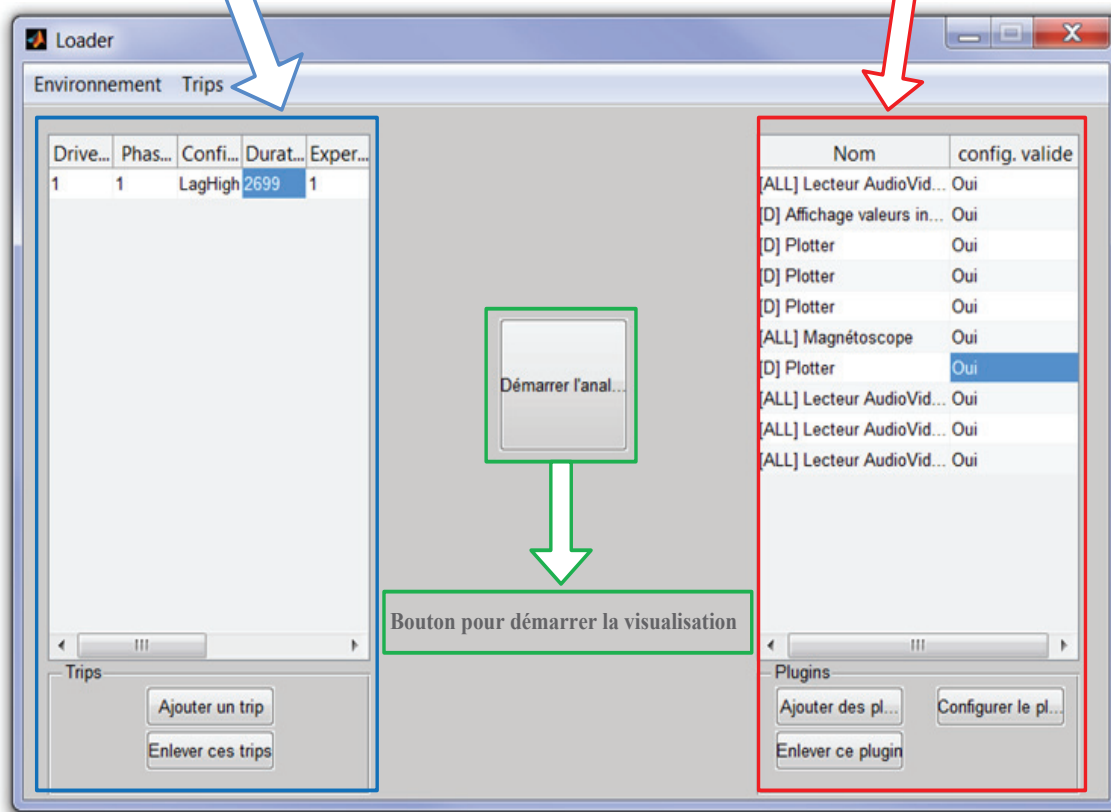 Loader
Environnement Trips
Drive... Phas... Confi... Durat... Exper...
1 1 LagHigh 2699 1
Trips
Ajouter un trip
Enlever ces trips
Démarrer l'anal...
Bouton pour démarrer la visualisation
Nom config. valide
[ALL] Lecteur AudioVid... Oui
[D] Affichage valeurs in... Oui
[D] Plotter Oui
[D] Plotter Oui
[D] Plotter Oui
[ALL] Magnétoscope Oui
[D] Plotter Oui
[ALL] Lecteur AudioVid... Oui
[ALL] Lecteur AudioVid... Oui
[ALL] Lecteur AudioVid... Oui
Plugins
Ajouter des pl... Configurer le pl...
Enlever ce plugin